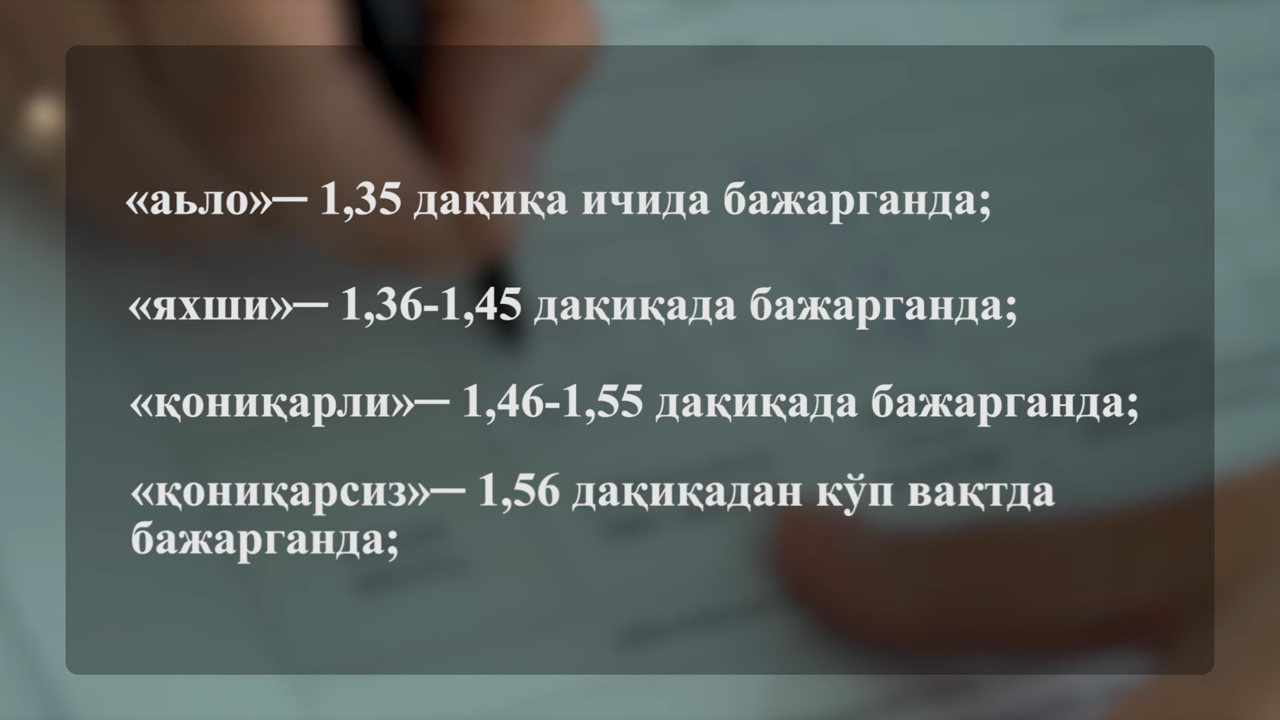 «аьло»─ 1,35 дақиқа ичида бажарганда;
«яхши»─ 1,36-1,45 дақиқада бажарганда;
«қониқарли»─ 1,46-1,55 дақиқада бажарганда;
«қониқарсиз»─ 1,56 дақиқадан кўп вақтда
бажарганда;